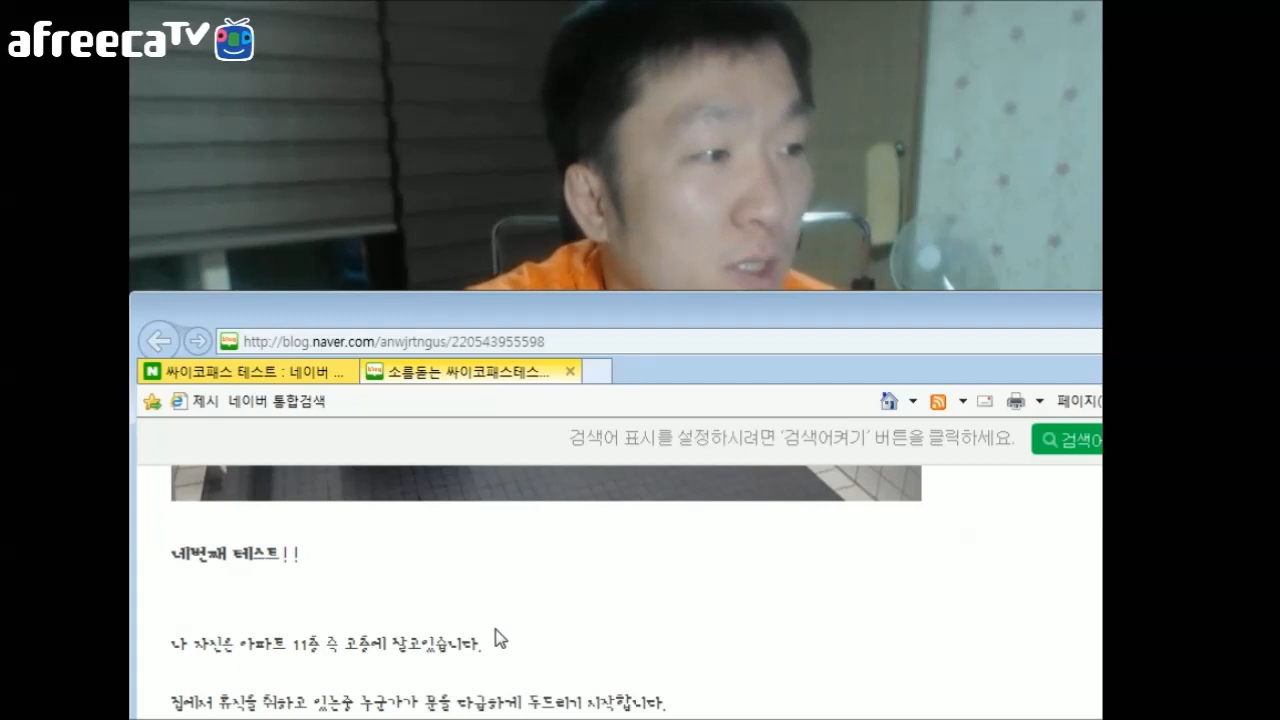 afreecaTV
http://blog.naver.com/anwjrtngus/220543955598
싸이코패스 테스트 : 네이버 ...
소름돋는 싸이코패스테스...
제시 네이버 통합검색
페이지(
검색어 표시를 설정하시려면 '검색어켜기' 버튼을 클릭하세요.
검색어
네번째 테스트!!
나 자신은 아파트 11층 즉 고층에 살고있습니다.
집에서 휴식을 취하고 있는중 누군가가 문을 다급하게 두드리기 시작합니다.